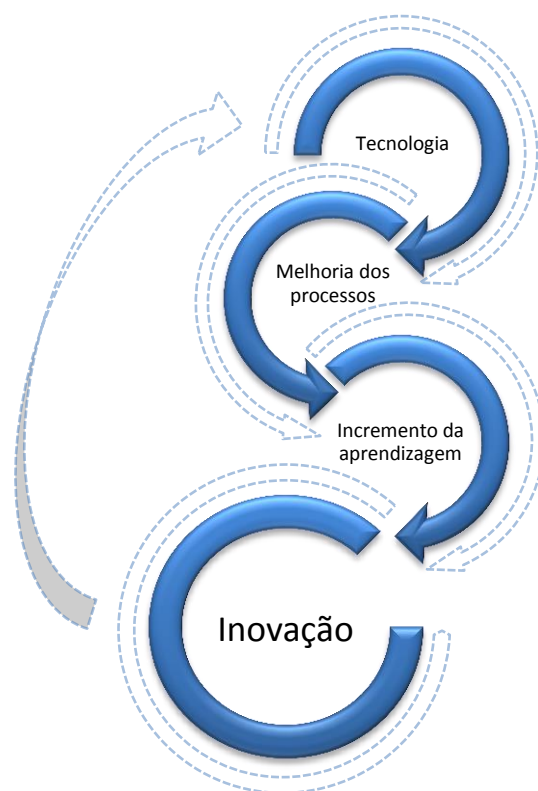 Tecnologia
Melhoria dos
processos
Incremento da
aprendizagem
Inovação